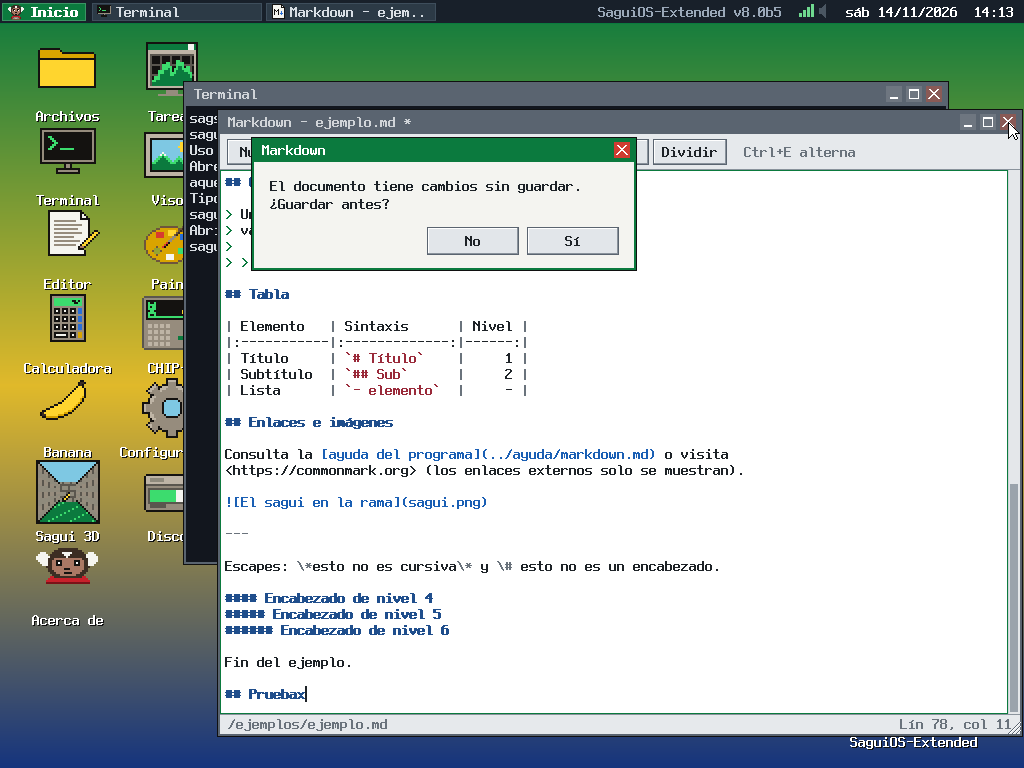 Inicio
Terminal
Markdown - ejem..
SaguiOS-Extended v8.0b5
sáb 14/11/2026
14:13
Archivos
Terminal
Editor
Calculadora
CHIP-
Banana
Sagui 3D
Acerca de
Terminal
Uso
Markdown - ejemplo.md *
Dividir
Ctrl+E alterna
Markdown
El documento tiene cambios sin guardar.
¿Guardar antes?
No
Sí
##
>
>
>
> >
## Tabla
| Elemento   | Sintaxis      | Nivel |
|:-----------|:-------------:|------:|
| Título     | `# Título`    |     1 |
| Subtítulo  | `## Sub`      |     2 |
| Lista      | `- elemento`  |     - |
## Enlaces e imágenes
Consulta la [ayuda del programa](../ayuda/markdown.md) o visita
<https://commonmark.org> (los enlaces externos solo se muestran).
![El sagui en la rama](sagui.png)
---
Escapes: \*esto no es cursiva\* y \# esto no es un encabezado.
#### Encabezado de nivel 4
##### Encabezado de nivel 5
###### Encabezado de nivel 6
Fin del ejemplo.
## Pruebax
/ejemplos/ejemplo.md
Lín 78, col 11
SaguiOS-Extended